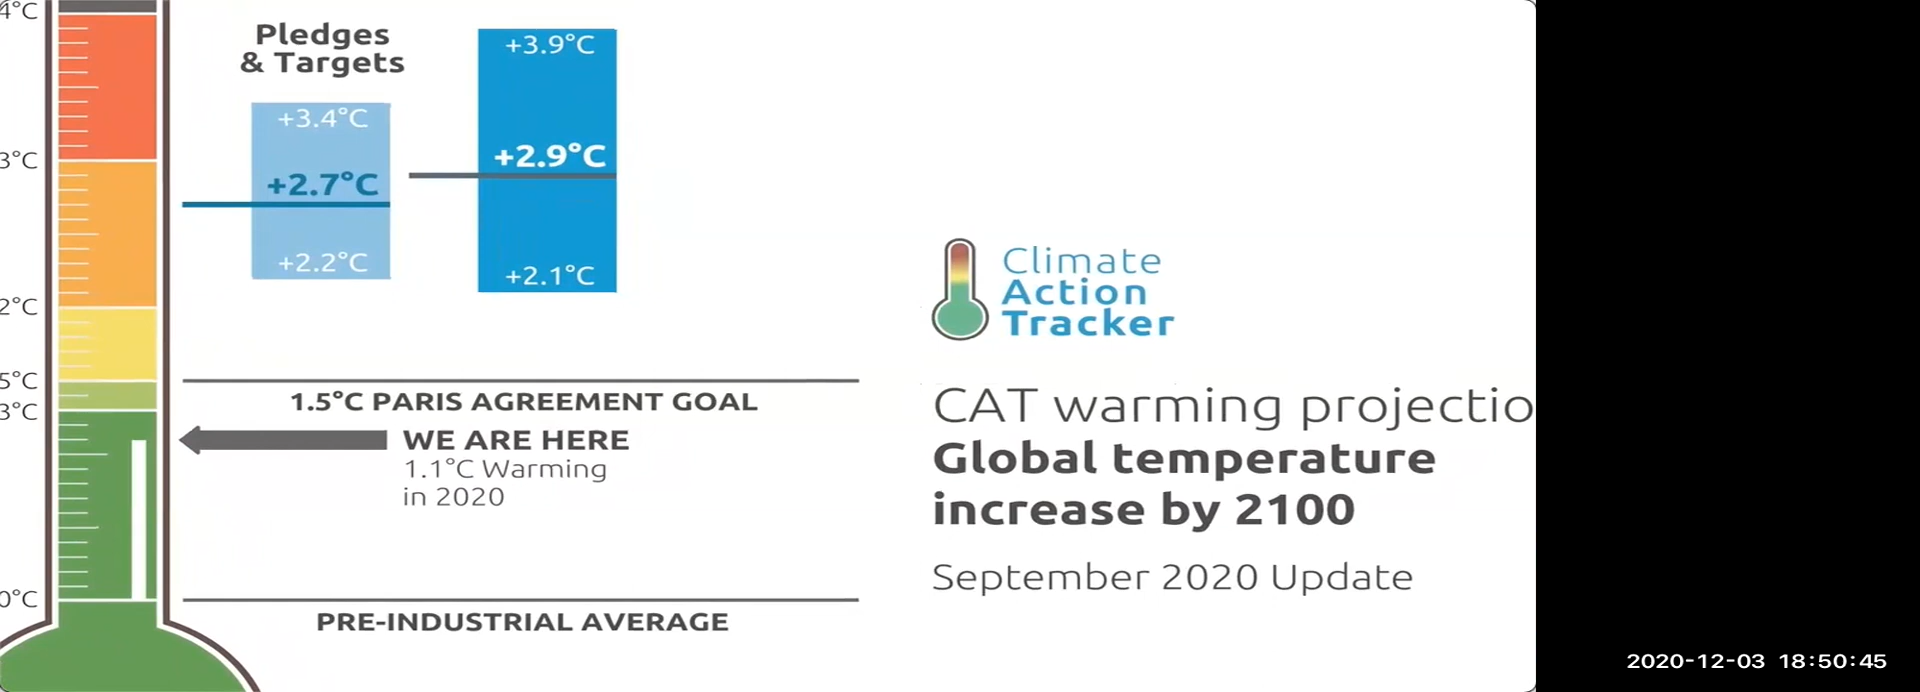 4°C
3°C
2°C
5°C
3°C
0°C
Pledges
& Targets
+3.4°C
+2.7°C
+2.2°C
+3.9°C
+2.9°C
+2.1°C
1.5°C PARIS AGREEMENT GOAL
WE ARE HERE
1.1°C Warming
in 2020
PRE-INDUSTRIAL AVERAGE
Climate
Action
Tracker
CAT warming projectio
Global temperature
increase by 2100
September 2020 Update
2020-12-03 18:50:45